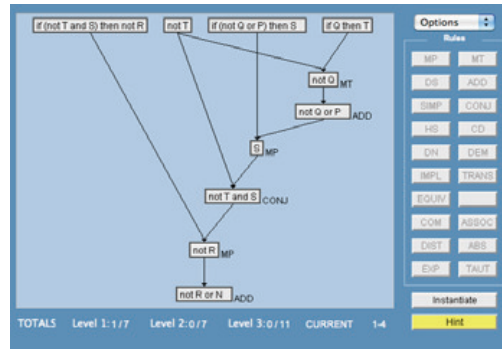 if (not T and S) then not R
not T
if (not Q or P) then S
if Q then T
not Q MT
not Q or P ADD
S MP
not T and S CONJ
not R MP
not R or N ADD
TOTALS Level 1: 1/7 Level 2: 0/7 Level 3: 0/11 CURRENT 1-4
Options
Rules
MP MT
DS ADD
SIMP CONJ
HS CD
DN DEM
IMPL TRANS
EQUIV
COM ASSOC
DIST ABS
EXP TAUT
Instantiate
Hint